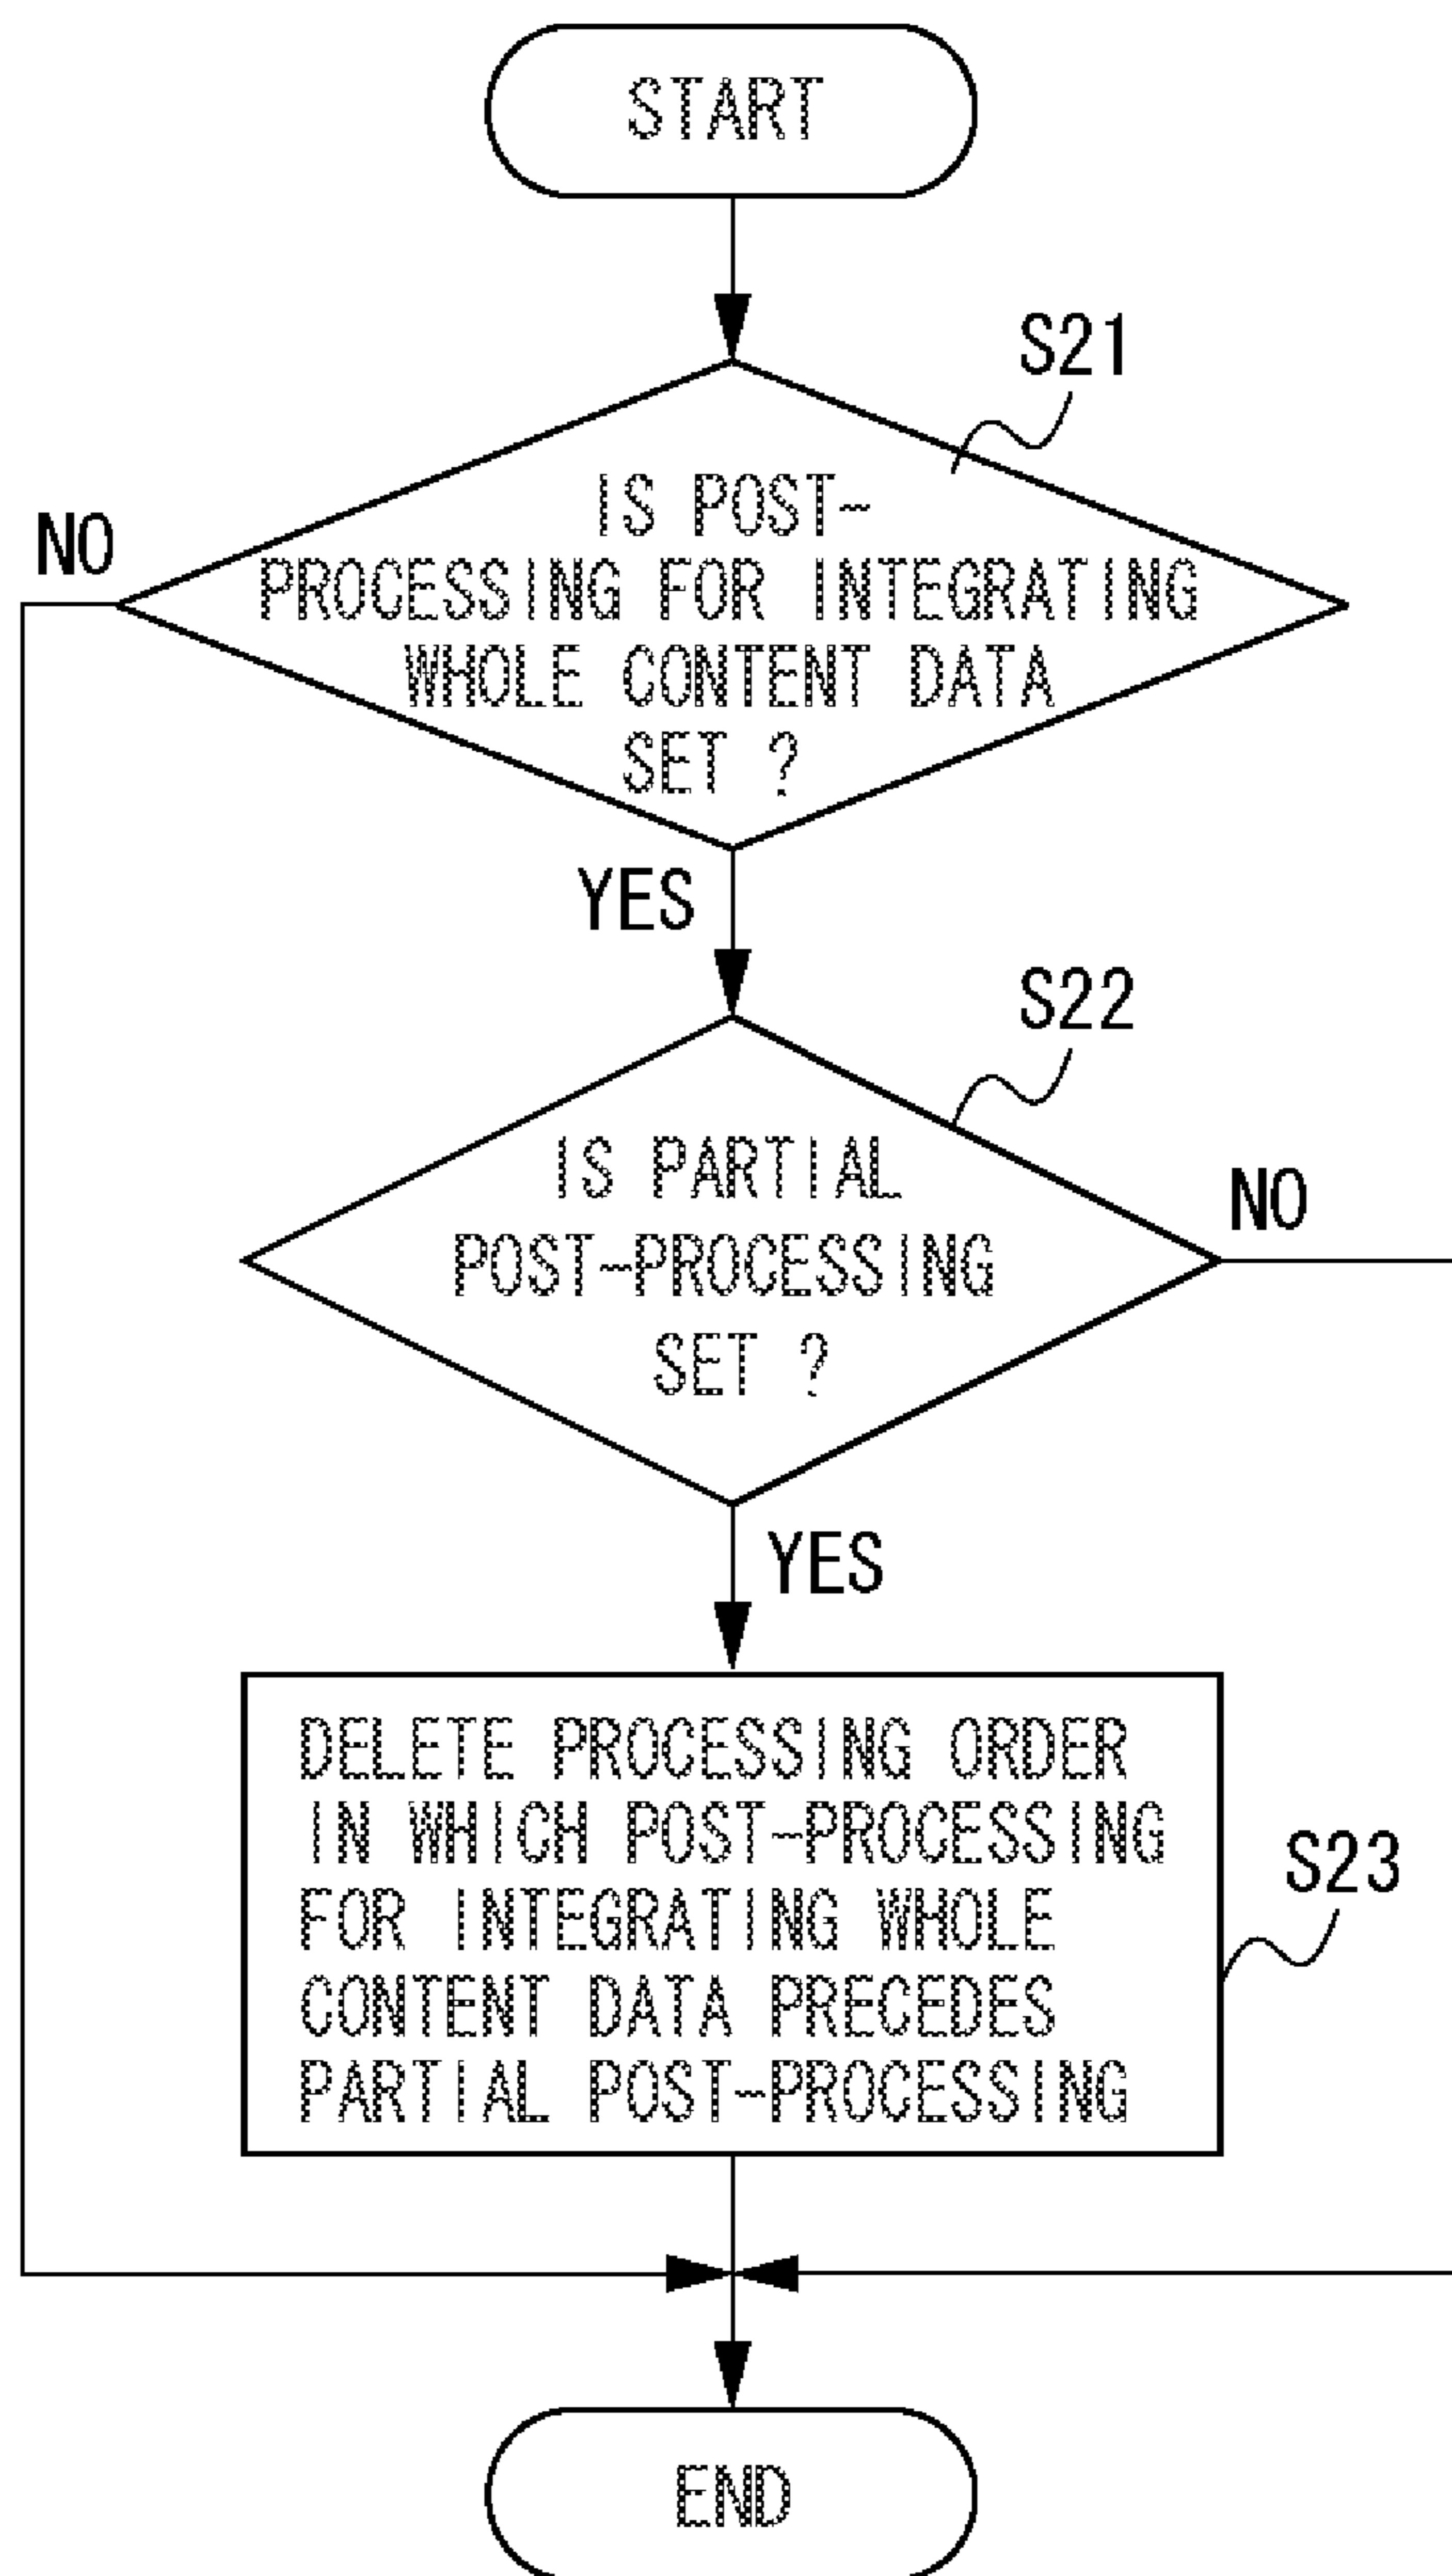 START
S21
IS POST-
PROCESSING FOR INTEGRATING
WHOLE CONTENT DATA
SET ?
NO
YES
S22
IS PARTIAL
POST-PROCESSING
SET ?
NO
YES
DELETE PROCESSING ORDER
IN WHICH POST-PROCESSING
FOR INTEGRATING WHOLE
CONTENT DATA PRECEDES
PARTIAL POST-PROCESSING
S23
END